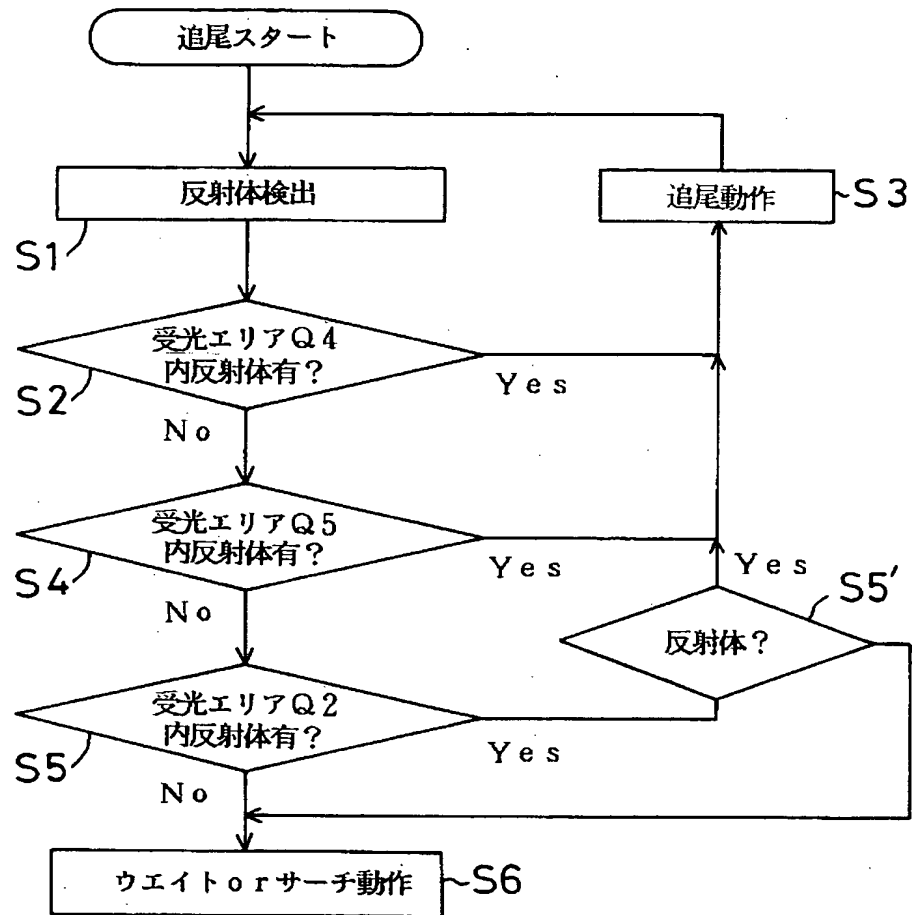 追尾スタート
反射体検出
S1
追尾動作
S3
受光エリアQ4
内反射体有?
S2
Yes
No
受光エリアQ5
内反射体有?
S4
Yes
No
Yes
S5'
反射体?
受光エリアQ2
内反射体有?
S5
Yes
No
ウエイトorサーチ動作
S6